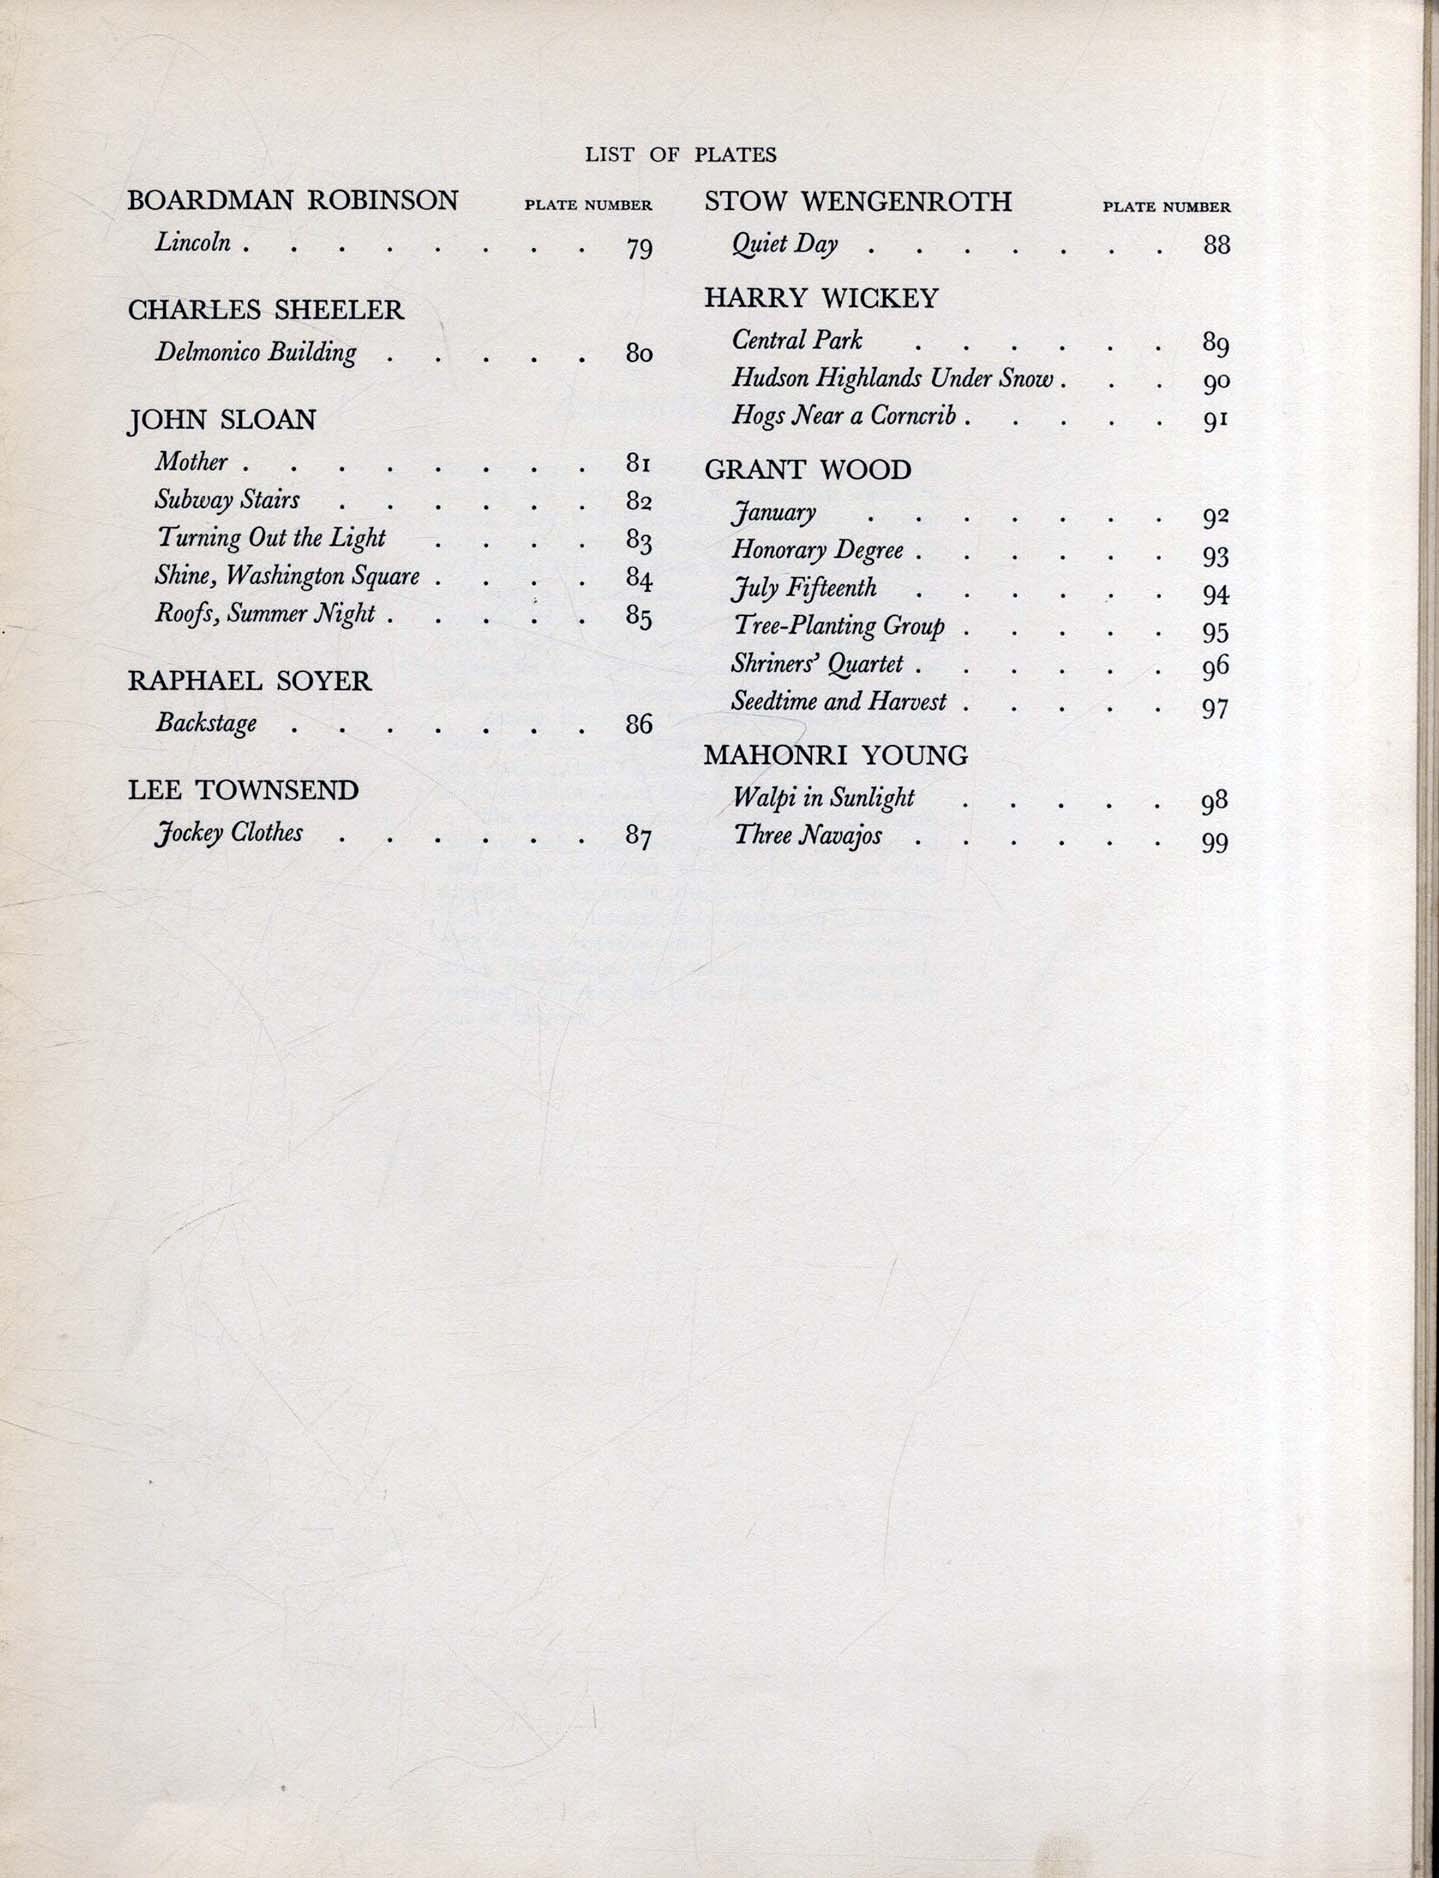 LIST OF PLATES
BOARDMAN ROBINSON PLATE NUMBER
Lincoln . . . . . . . . 79
CHARLES SHEELER
Delmonico Building . . . . . 80
JOHN SLOAN
Mother . . . . . . . . 81
Subway Stairs . . . . . . 82
Turning Out the Light . . . . 83
Shine, Washington Square . . . . 84
Roofs, Summer Night . . . . . 85
RAPHAEL SOYER
Backstage . . . . . . . 86
LEE TOWNSEND
Jockey Clothes . . . . . . 87
STOW WENGENROTH PLATE NUMBER
Quiet Day . . . . . . . 88
HARRY WICKEY
Central Park . . . . . . 89
Hudson Highlands Under Snow . . . 90
Hogs Near a Corncrib . . . . . 91
GRANT WOOD
January . . . . . . . 92
Honorary Degree . . . . . . 93
July Fifteenth . . . . . . 94
Tree-Planting Group . . . . . 95
Shriners' Quartet . . . . . . 96
Seedtime and Harvest . . . . . 97
MAHONRI YOUNG
Walpi in Sunlight . . . . . 98
Three Navajos . . . . . . 99